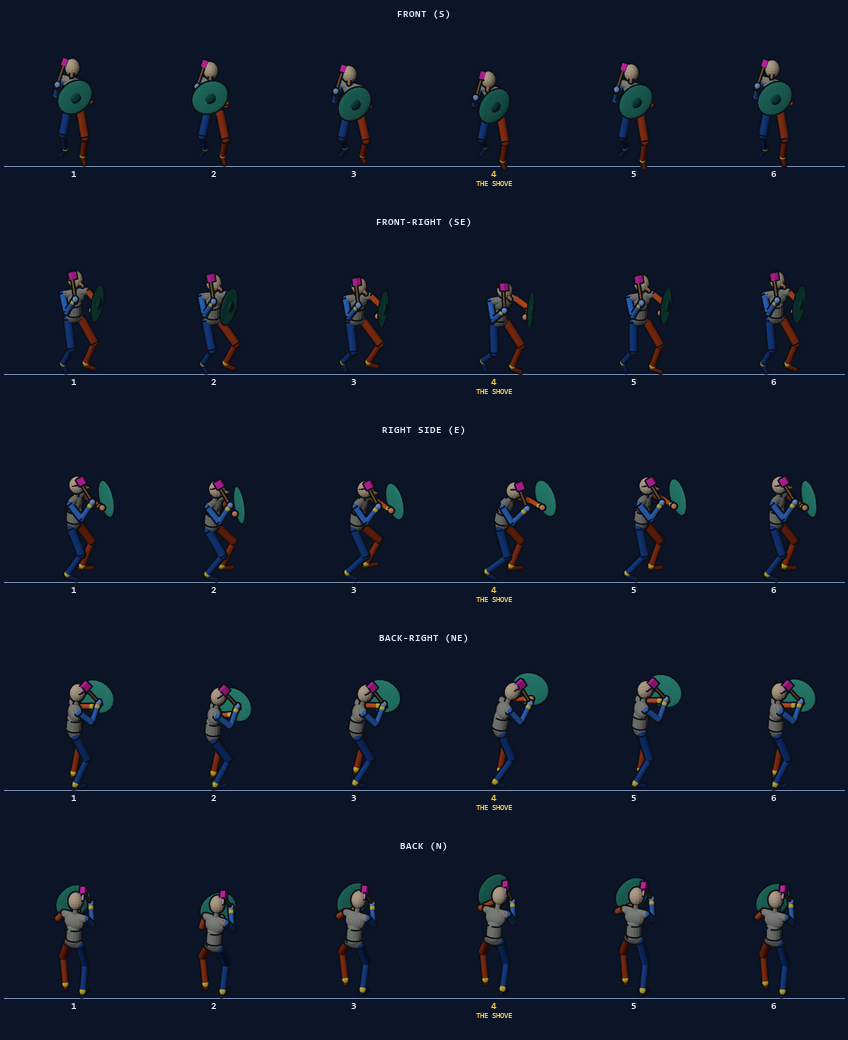 FRONT (S)
1 2 3 4 5 6
THE SHOVE
FRONT-RIGHT (SE)
1 2 3 4 5 6
THE SHOVE
RIGHT SIDE (E)
1 2 3 4 5 6
THE SHOVE
BACK-RIGHT (NE)
1 2 3 4 5 6
THE SHOVE
BACK (N)
1 2 3 4 5 6
THE SHOVE